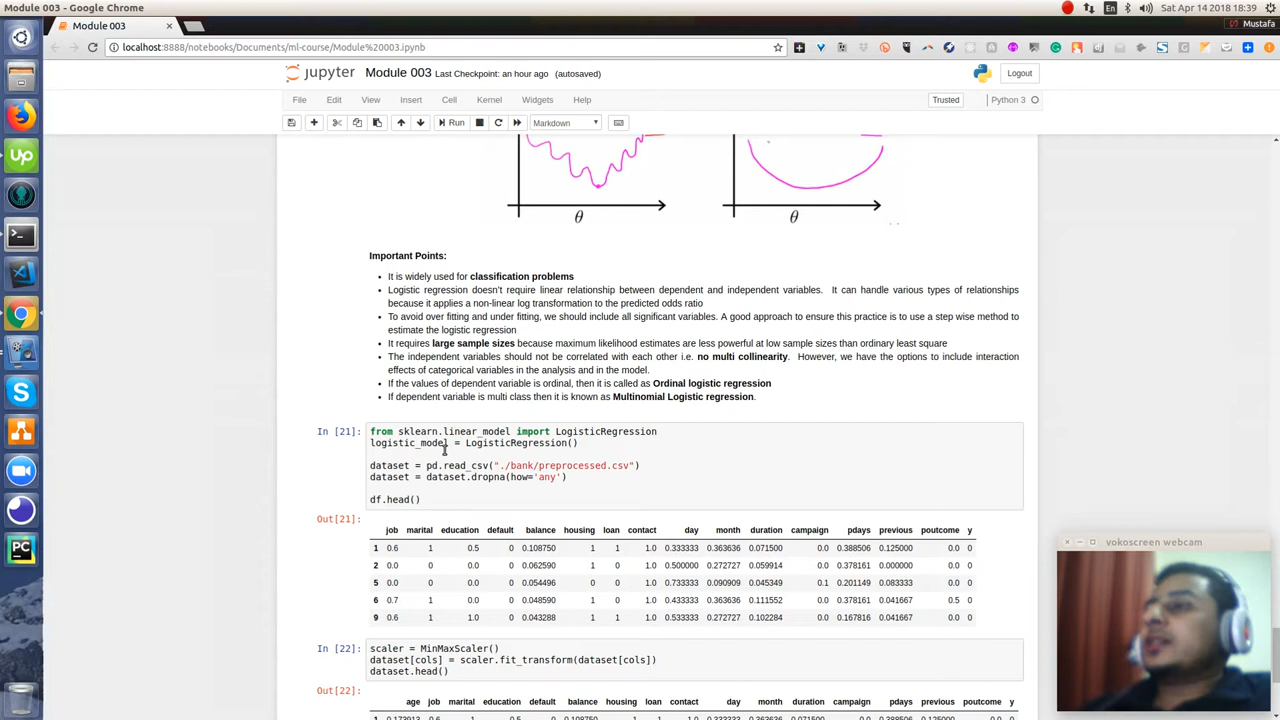 Module 003 - Google Chrome
En
Sat Apr 14 2018 18:39
Module 003
Mustafa
localhost:8888/notebooks/Documents/ml-course/Module%20003.ipynb
jupyter Module 003 Last Checkpoint: an hour ago (autosaved)
Logout
File Edit View Insert Cell Kernel Widgets Help
Trusted
Python 3
Run
Markdown
θ θ
Important Points:
• It is widely used for classification problems
• Logistic regression doesn't require linear relationship between dependent and independent variables. It can handle various types of relationships
because it applies a non-linear log transformation to the predicted odds ratio
• To avoid over fitting and under fitting, we should include all significant variables. A good approach to ensure this practice is to use a step wise method to
estimate the logistic regression
• It requires large sample sizes because maximum likelihood estimates are less powerful at low sample sizes than ordinary least square
• The independent variables should not be correlated with each other i.e. no multi collinearity. However, we have the options to include interaction
effects of categorical variables in the analysis and in the model.
• If the values of dependent variable is ordinal, then it is called as Ordinal logistic regression
• If dependent variable is multi class then it is known as Multinomial Logistic regression.
In [21]: from sklearn.linear_model import LogisticRegression
logistic_model = LogisticRegression()
dataset = pd.read_csv("./bank/preprocessed.csv")
dataset = dataset.dropna(how='any')
df.head()
Out[21]:
job marital education default balance housing loan contact day month duration campaign pdays previous poutcome y
1 0.6 1 0.5 0 0.108750 1 1 1.0 0.333333 0.363636 0.071500 0.0 0.388506 0.125000 0.0 0
2 0.0 0 0.0 0 0.062590 1 0 1.0 0.500000 0.272727 0.059914 0.0 0.378161 0.000000 0.0 0
5 0.0 0 0.0 0 0.054496 0 0 1.0 0.733333 0.090909 0.045349 0.1 0.201149 0.083333 0.0 0
6 0.7 1 0.0 0 0.048590 1 0 1.0 0.433333 0.363636 0.111552 0.0 0.378161 0.041667 0.5 0
9 0.6 1 1.0 0 0.043288 1 1 1.0 0.533333 0.272727 0.102284 0.0 0.167816 0.041667 0.0 0
In [22]: scaler = MinMaxScaler()
dataset[cols] = scaler.fit_transform(dataset[cols])
dataset.head()
Out[22]:
age job marital education default balance housing loan contact day month duration campaign pdays previous poutcome y
vokoscreen webcam
Up
PC